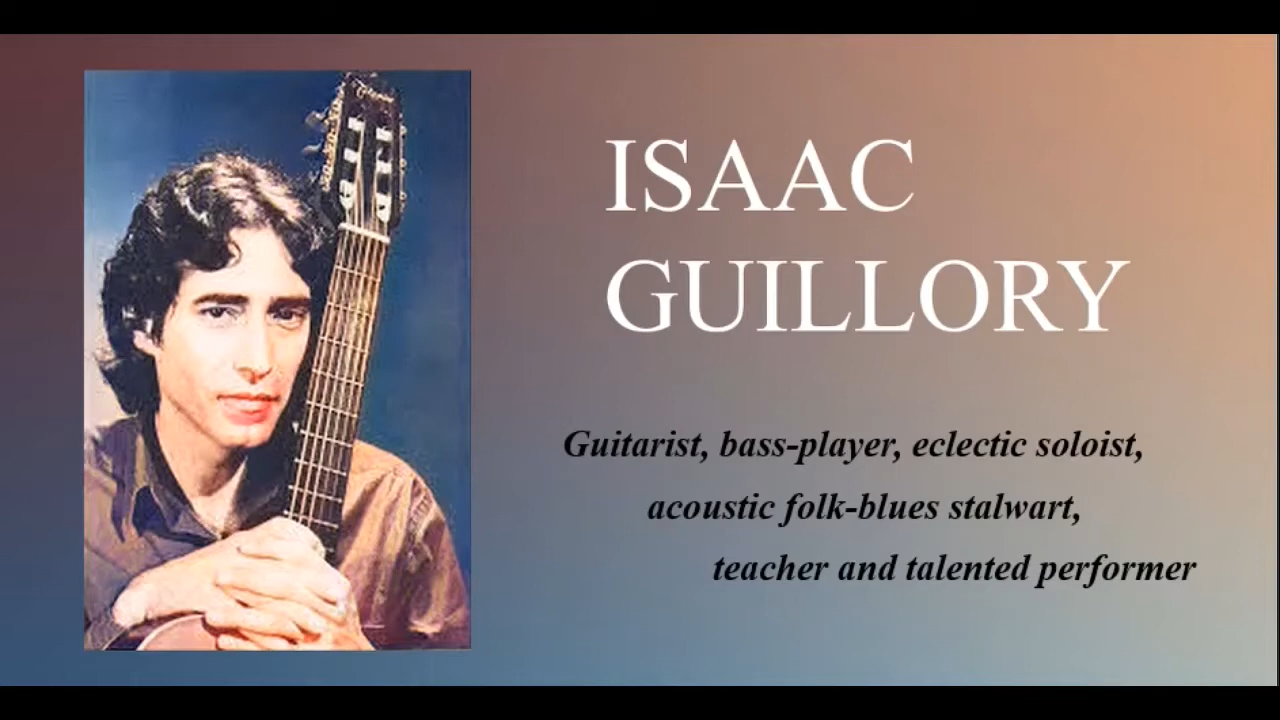 ISAAC
GUILLORY
Guitarist, bass-player, eclectic soloist,
acoustic folk-blues stalwart,
teacher and talented performer